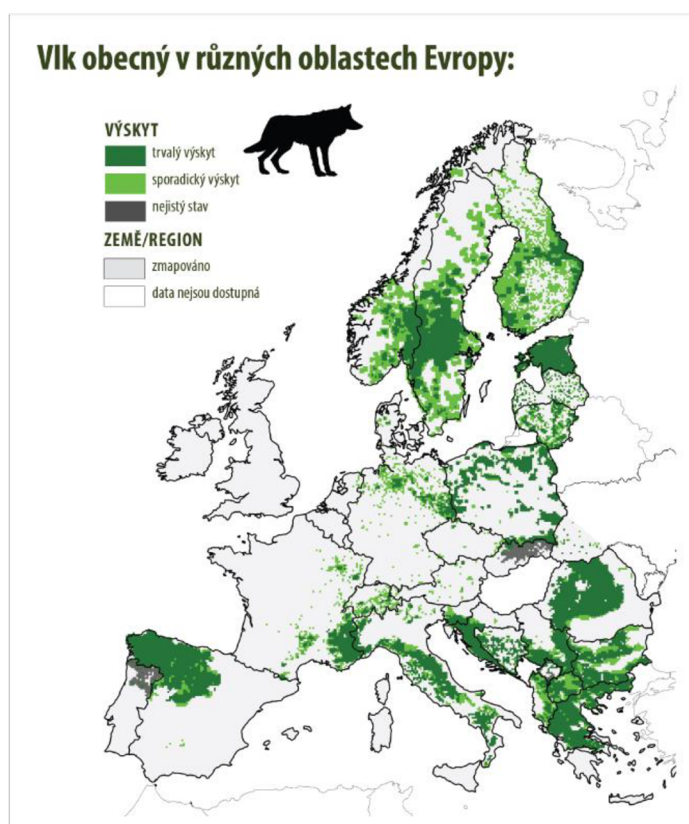 Vlk obecný v různých oblastech Evropy:
VÝSKYT
trvalý výskyt
sporadický výskyt
nejistý stav
ZEMĚ/REGION
zmapováno
data nejsou dostupná